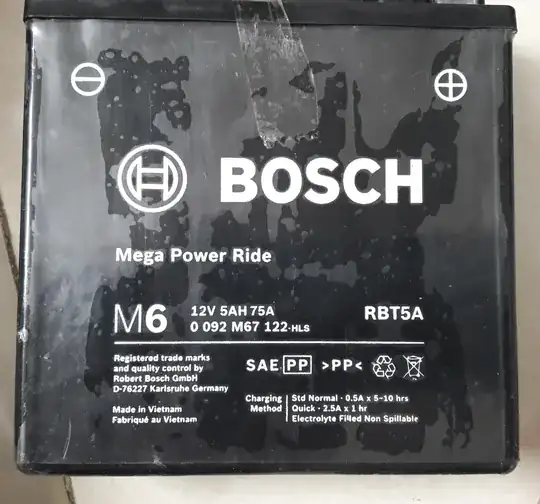 BOSCH
Mega Power Ride
M6
12V 5AH 75A
0 092 M67 122-HLS
RBT5A
Registered trade marks
and quality control by
Robert Bosch GmbH
D-76227 Karlsruhe Germany
SAE PP >PP<
Made in Vietnam
Fabriqué au Vietnam
Charging
Method
Std Normal - 0.5A x 5-10 hrs
Quick - 2.5A x 1 hr
Electrolyte Filled Non Spillable